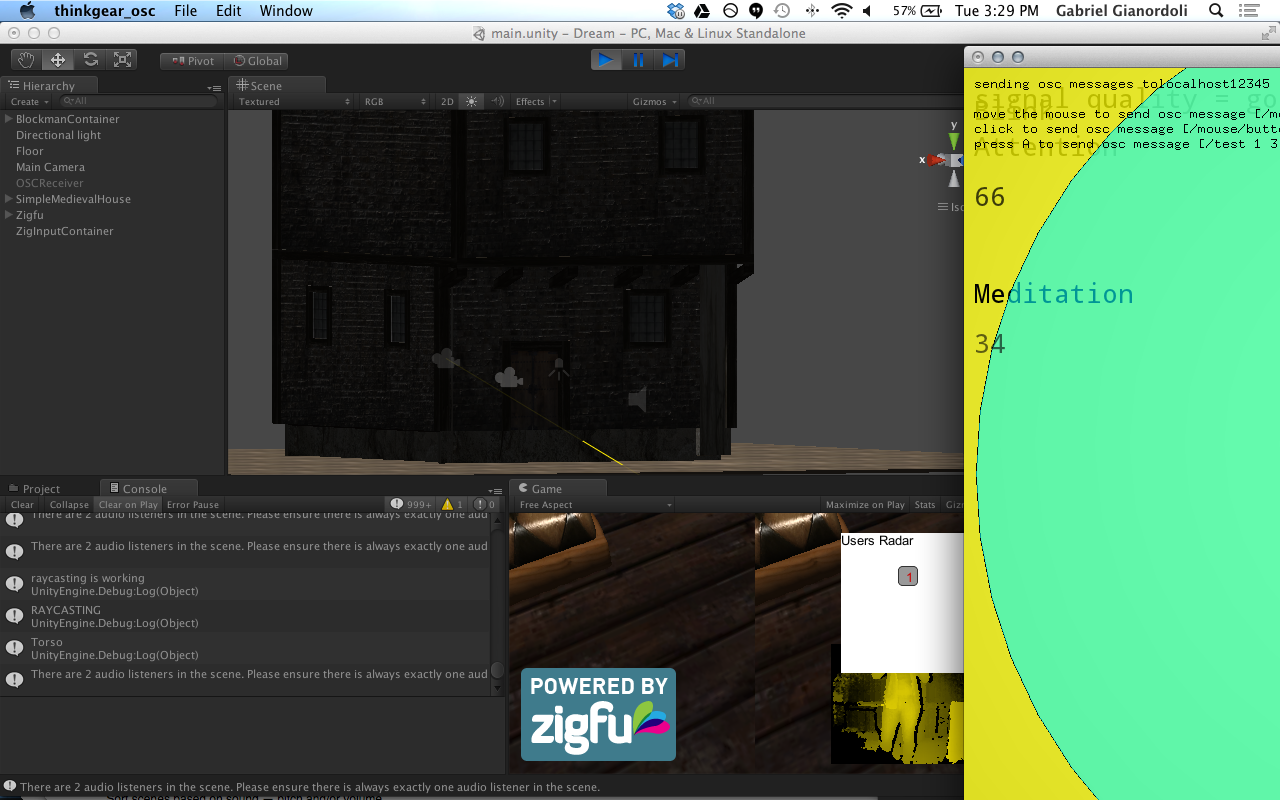 thinkgear_osc File Edit Window 57% Tue 3:29 PM Gabriel Gianordoli
main.unity – Dream – PC, Mac & Linux Standalone
Pivot Global
Hierarchy
Create All
BlockmanContainer
Directional light
Floor
Main Camera
OSCReceiver
SimpleMedievalHouse
Zigfu
ZigInputContainer
Scene
Textured RGB 2D Effects Gizmos All
y
x
Iso
sending osc messages tolocalhost12345
signal quality = go
move the mouse to send osc message [/mo
click to send osc message [/mouse/butt
press A to send osc message [/test 1 3
Attention
66
Meditation
34
Project Console
Clear Collapse Clear on Play Error Pause 999+ 1 0
There are 2 audio listeners in the scene. Please ensure there is always exactly one aud
There are 2 audio listeners in the scene. Please ensure there is always exactly one aud
raycasting is working
UnityEngine.Debug:Log(Object)
RAYCASTING
UnityEngine.Debug:Log(Object)
Torso
UnityEngine.Debug:Log(Object)
There are 2 audio listeners in the scene. Please ensure there is always exactly one aud
Game
Free Aspect Maximize on Play Stats Giz
Users Radar
1
POWERED BY
zigfu
There are 2 audio listeners in the scene. Please ensure there is always exactly one audio listener in the scene.